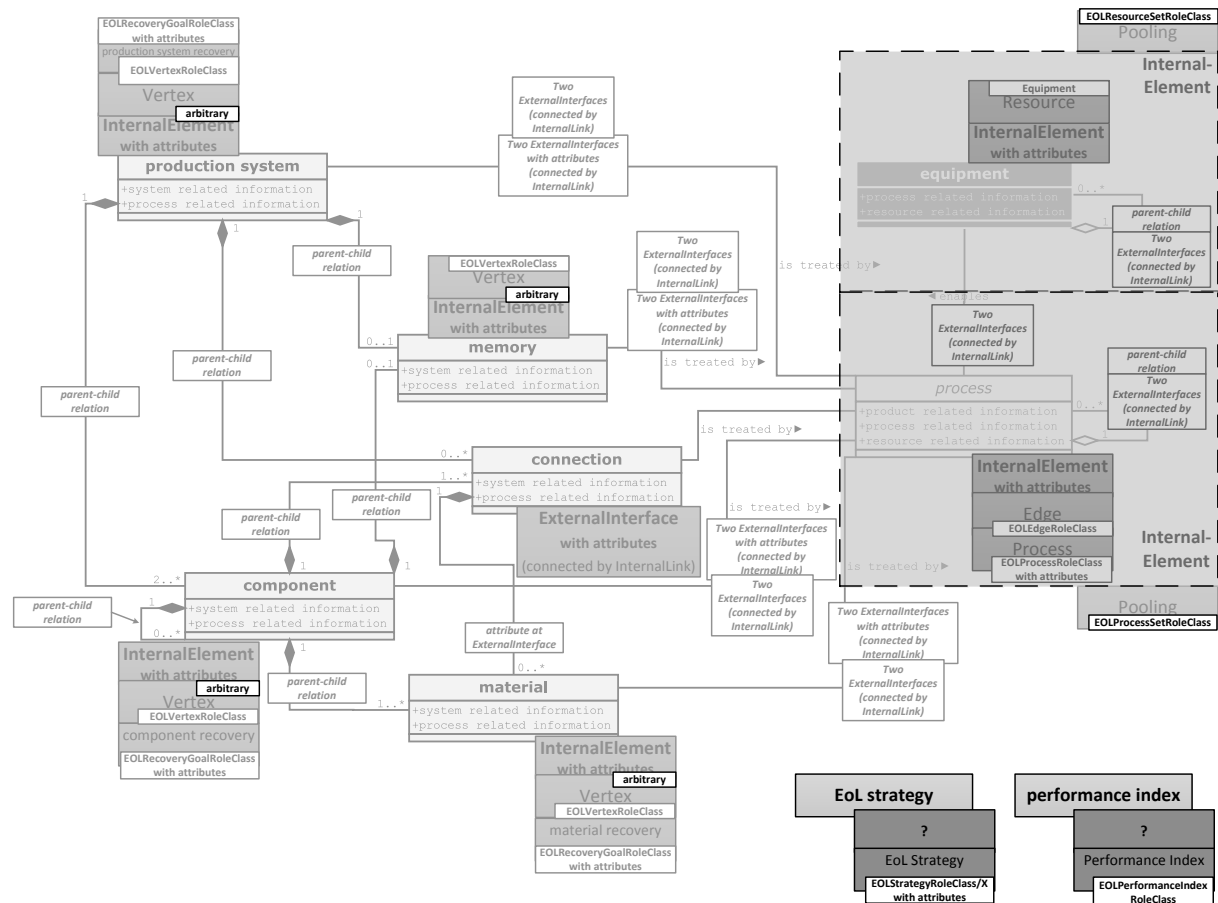 EOLRecoveryGoalRoleClass
with attributes
production system recovery
EOLVertexRoleClass
Vertex
arbitrary
InternalElement
with attributes
production system
+system related information
+process related information
1
1
1
EOLResourceSetRoleClass
Pooling
Internal-
Element
Equipment
Resource
InternalElement
with attributes
equipment
+process related information
+resource related information
0..*
1
parent-child
relation
Two
ExternalInterfaces
(connected by
InternalLink)
Two
ExternalInterfaces
(connected by
InternalLink)
Two ExternalInterfaces
with attributes
(connected by
InternalLink)
is treated by►
◄enables
Two
ExternalInterfaces
(connected by
InternalLink)
parent-child
relation
EOLVertexRoleClass
Vertex
arbitrary
InternalElement
with attributes
memory
+system related information
+process related information
0..1
0..1
Two
ExternalInterfaces
(connected by
InternalLink)
Two ExternalInterfaces
with attributes
(connected by
InternalLink)
is treated by►
parent-child
relation
parent-child
relation
process
+product related information
+process related information
+resource related information
0..*
1
parent-child
relation
Two
ExternalInterfaces
(connected by
InternalLink)
InternalElement
with attributes
Edge
EOLEdgeRoleClass
Process
EOLProcessRoleClass
with attributes
Internal-
Element
Pooling
EOLProcessSetRoleClass
0..*
1..*
1
connection
+system related information
+process related information
is treated by►
ExternalInterface
with attributes
(connected by InternalLink)
parent-child
relation
parent-child
relation
is treated by►
Two ExternalInterfaces
with attributes
(connected by
InternalLink)
Two
ExternalInterfaces
(connected by
InternalLink)
is treated by►
2..*
1
1
component
+system related information
+process related information
1
0..*
1
parent-child
relation
InternalElement
with attributes
arbitrary
Vertex
EOLVertexRoleClass
component recovery
EOLRecoveryGoalRoleClass
with attributes
parent-child
relation
1..*
attribute at
ExternalInterface
0..*
material
+system related information
+process related information
Two ExternalInterfaces
with attributes
(connected by
InternalLink)
Two
ExternalInterfaces
(connected by
InternalLink)
InternalElement
with attributes
arbitrary
Vertex
EOLVertexRoleClass
material recovery
EOLRecoveryGoalRoleClass
with attributes
EoL strategy
?
EoL Strategy
EOLStrategyRoleClass/X
with attributes
performance index
?
Performance Index
EOLPerformanceIndex
RoleClass